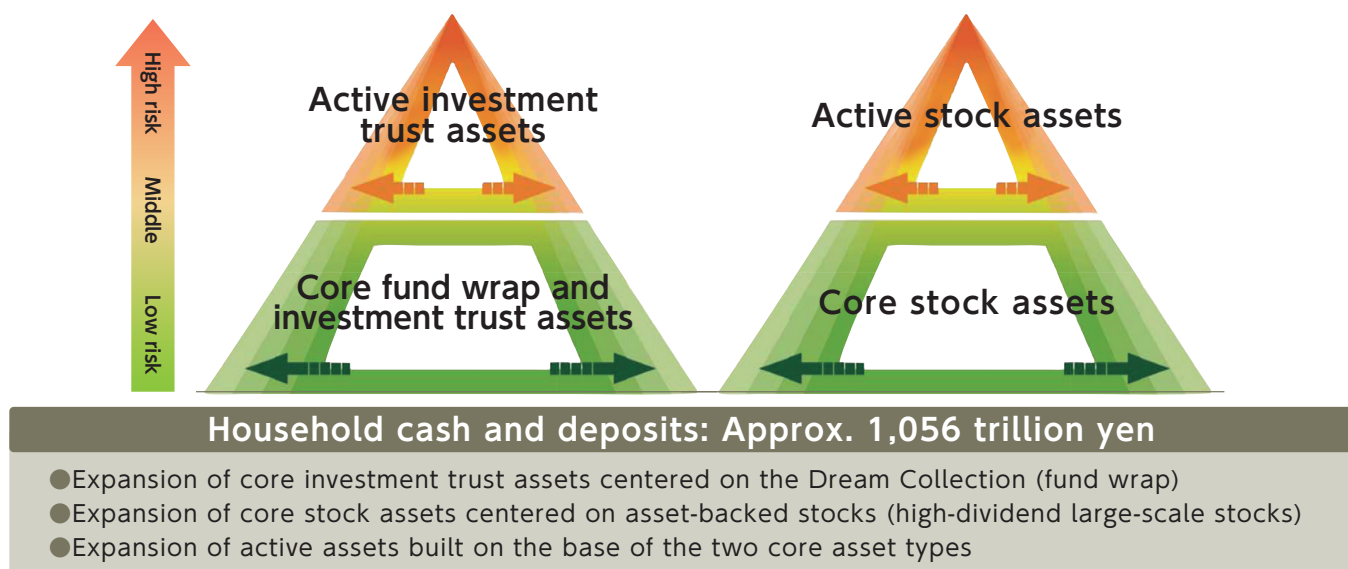 High risk
Middle
Low risk
Active investment
trust assets
Core fund wrap and
investment trust assets
Active stock assets
Core stock assets
Household cash and deposits: Approx. 1,056 trillion yen
●Expansion of core investment trust assets centered on the Dream Collection (fund wrap)
●Expansion of core stock assets centered on asset-backed stocks (high-dividend large-scale stocks)
●Expansion of active assets built on the base of the two core asset types